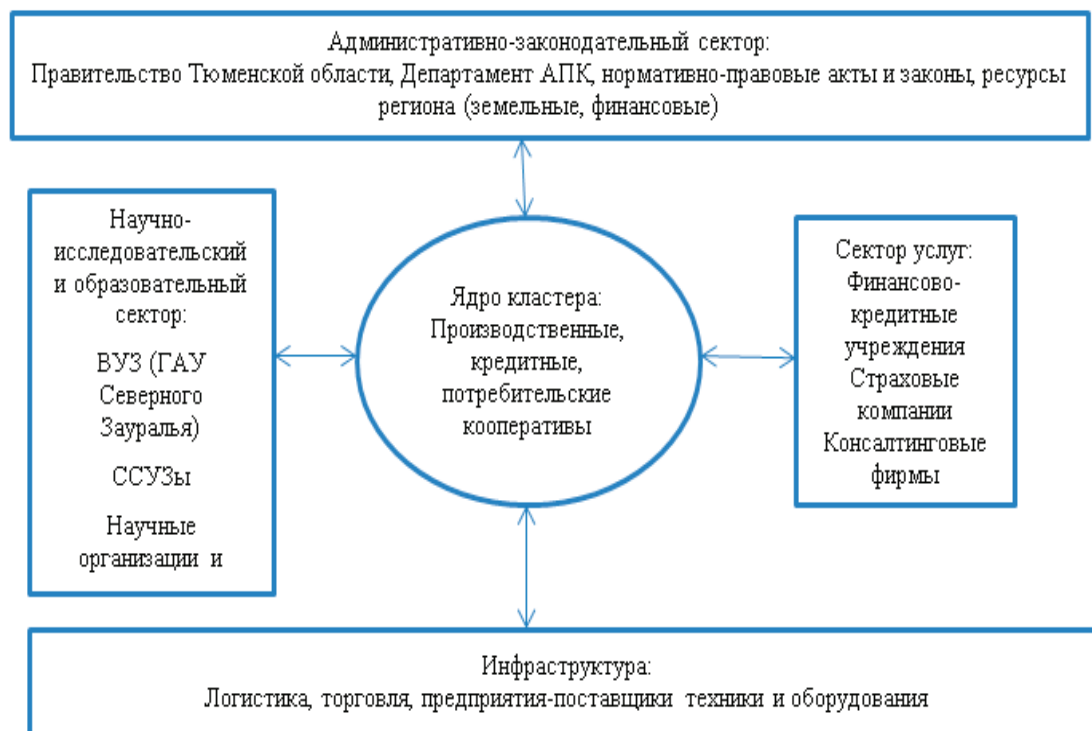 Административно-законодательный сектор:
Правительство Тюменской области, Департамент АПК, нормативно-правовые акты и законы, ресурсы
региона (земельные, финансовые)
Научно-
исследовательский
и образовательный
сектор:
ВУЗ (ГАУ
Северного
Зауралья)
ССУЗы
Научные
организации и
Ядро кластера:
Производственные,
кредитные,
потребительские
кооперативы
Сектор услуг:
Финансово-
кредитные
учреждения
Страховые
компании
Консалтинговые
фирмы
Инфраструктура:
Логистика, торговля, предприятия-поставщики техники и оборудования